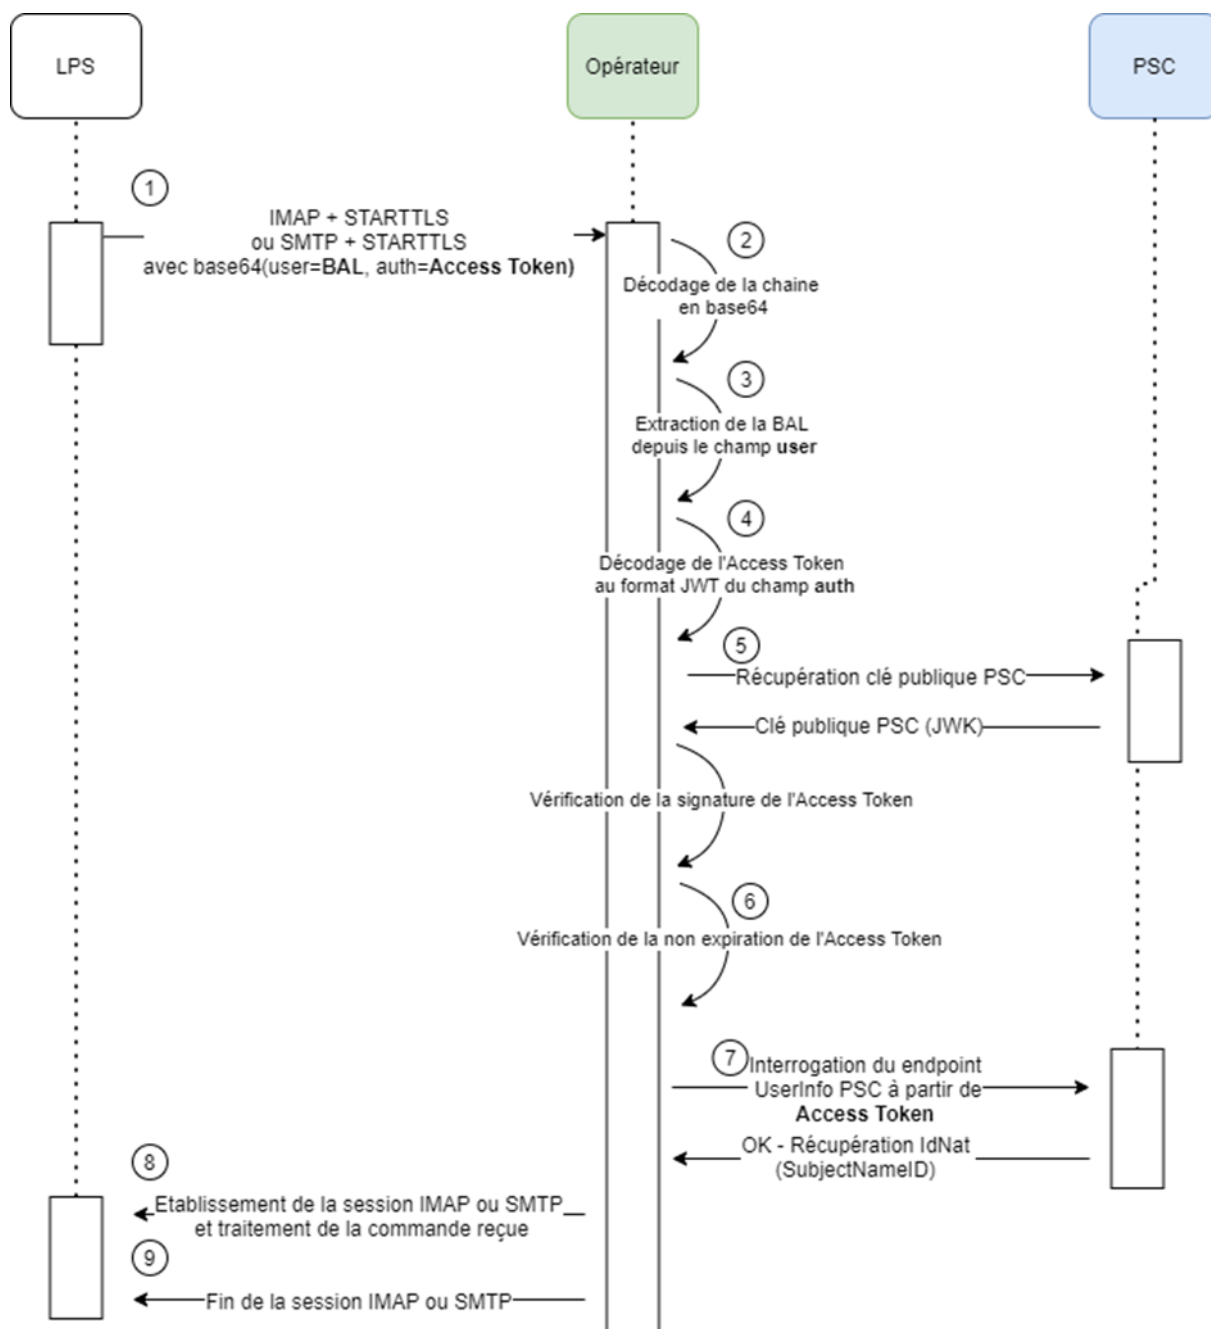 LPS
Opérateur
PSC
1
IMAP + STARTTLS
ou SMTP + STARTTLS
avec base64(user=BAL, auth=Access Token)
2
Décodage de la chaine
en base64
3
Extraction de la BAL
depuis le champ user
4
Décodage de l'Access Token
au format JWT du champ auth
5
Récupération clé publique PSC
Clé publique PSC (JWK)
Vérification de la signature de l'Access Token
6
Vérification de la non expiration de l'Access Token
7
Interrogation du endpoint
UserInfo PSC à partir de
Access Token
OK - Récupération IdNat
(SubjectNameID)
8
Etablissement de la session IMAP ou SMTP
et traitement de la commande reçue
9
Fin de la session IMAP ou SMTP